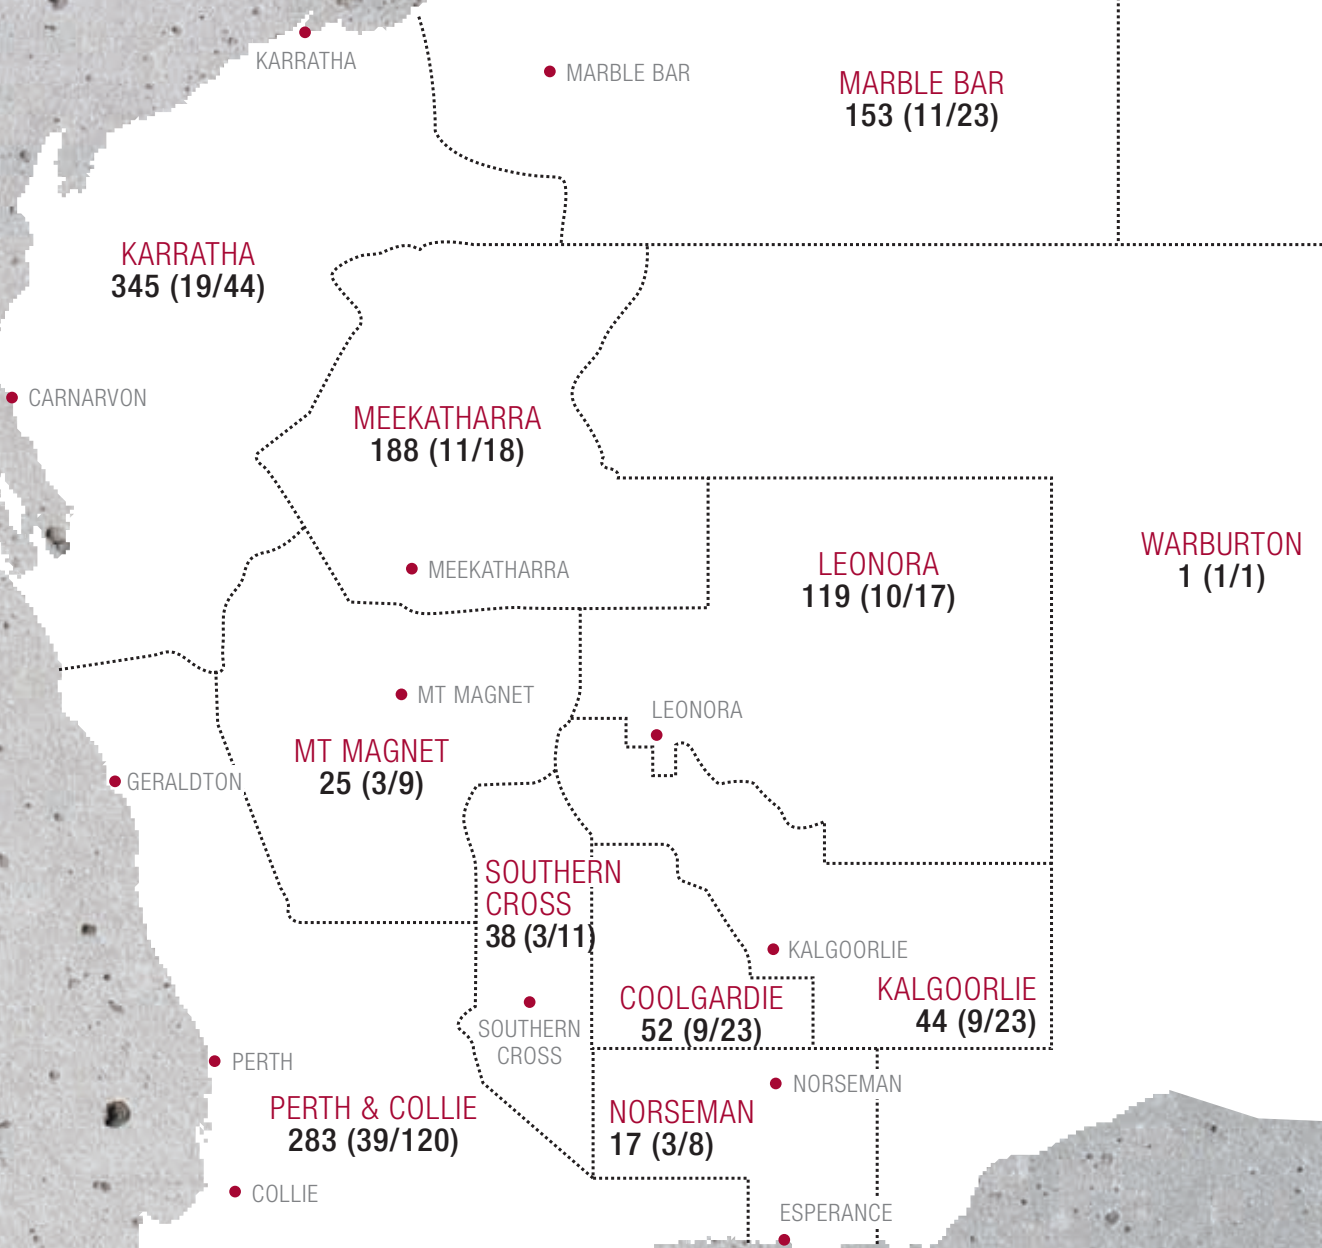 KARRATHA
MARBLE BAR
MARBLE BAR
153 (11/23)
KARRATHA
345 (19/44)
CARNARVON
MEEKATHARRA
188 (11/18)
MEEKATHARRA
LEONORA
119 (10/17)
WARBURTON
1 (1/1)
MT MAGNET
LEONORA
MT MAGNET
25 (3/9)
GERALDTON
SOUTHERN
CROSS
38 (3/11)
KALGOORLIE
COOLGARDIE
52 (9/23)
KALGOORLIE
44 (9/23)
SOUTHERN
CROSS
PERTH
NORSEMAN
PERTH & COLLIE
283 (39/120)
NORSEMAN
17 (3/8)
COLLIE
ESPERANCE